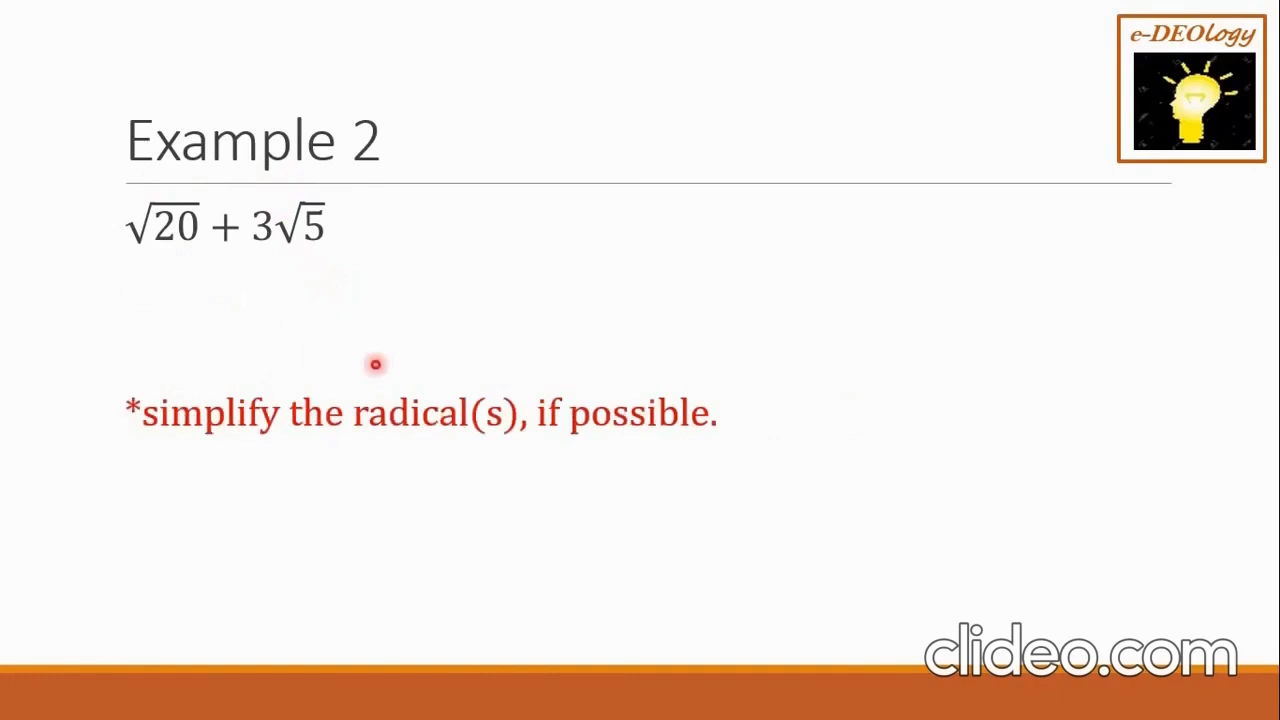 e-DEOlogy
Example 2
√20 + 3√5
*simplify the radical(s), if possible.
clideo.com